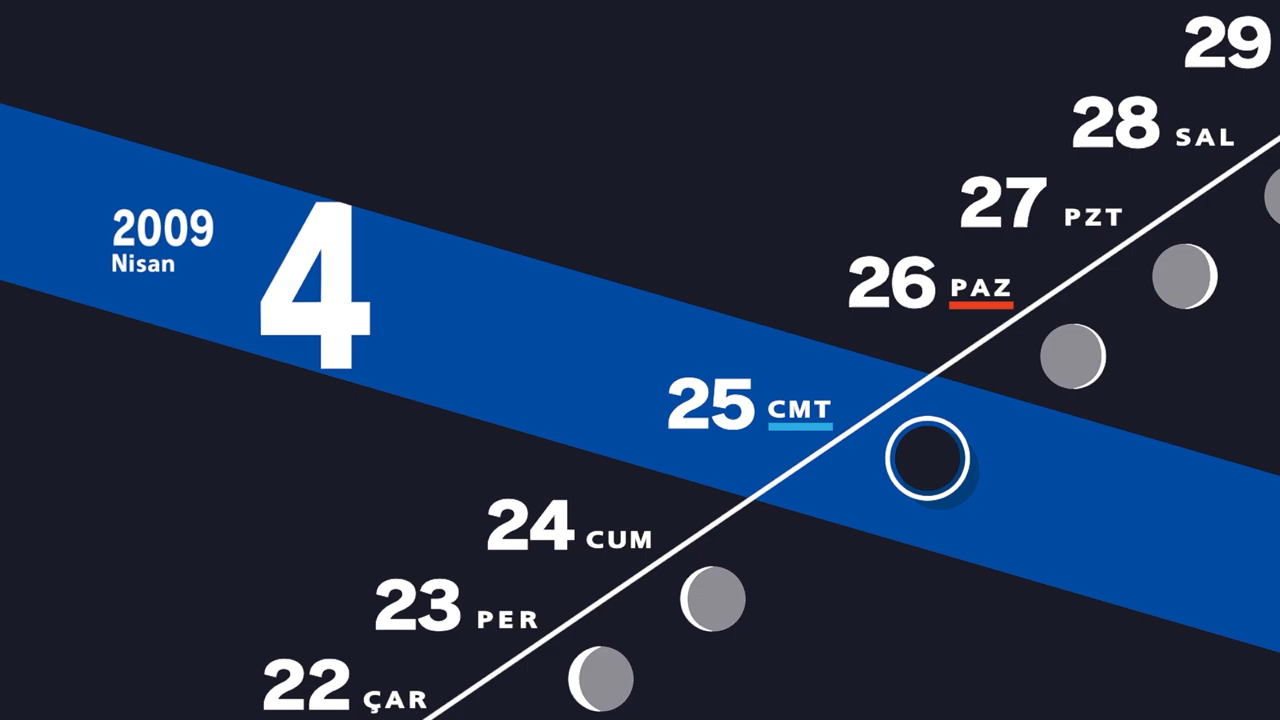 29
28 SAL
27 PZT
2009
Nisan
4
26 PAZ
25 CMT
24 CUM
23 PER
22 ÇAR